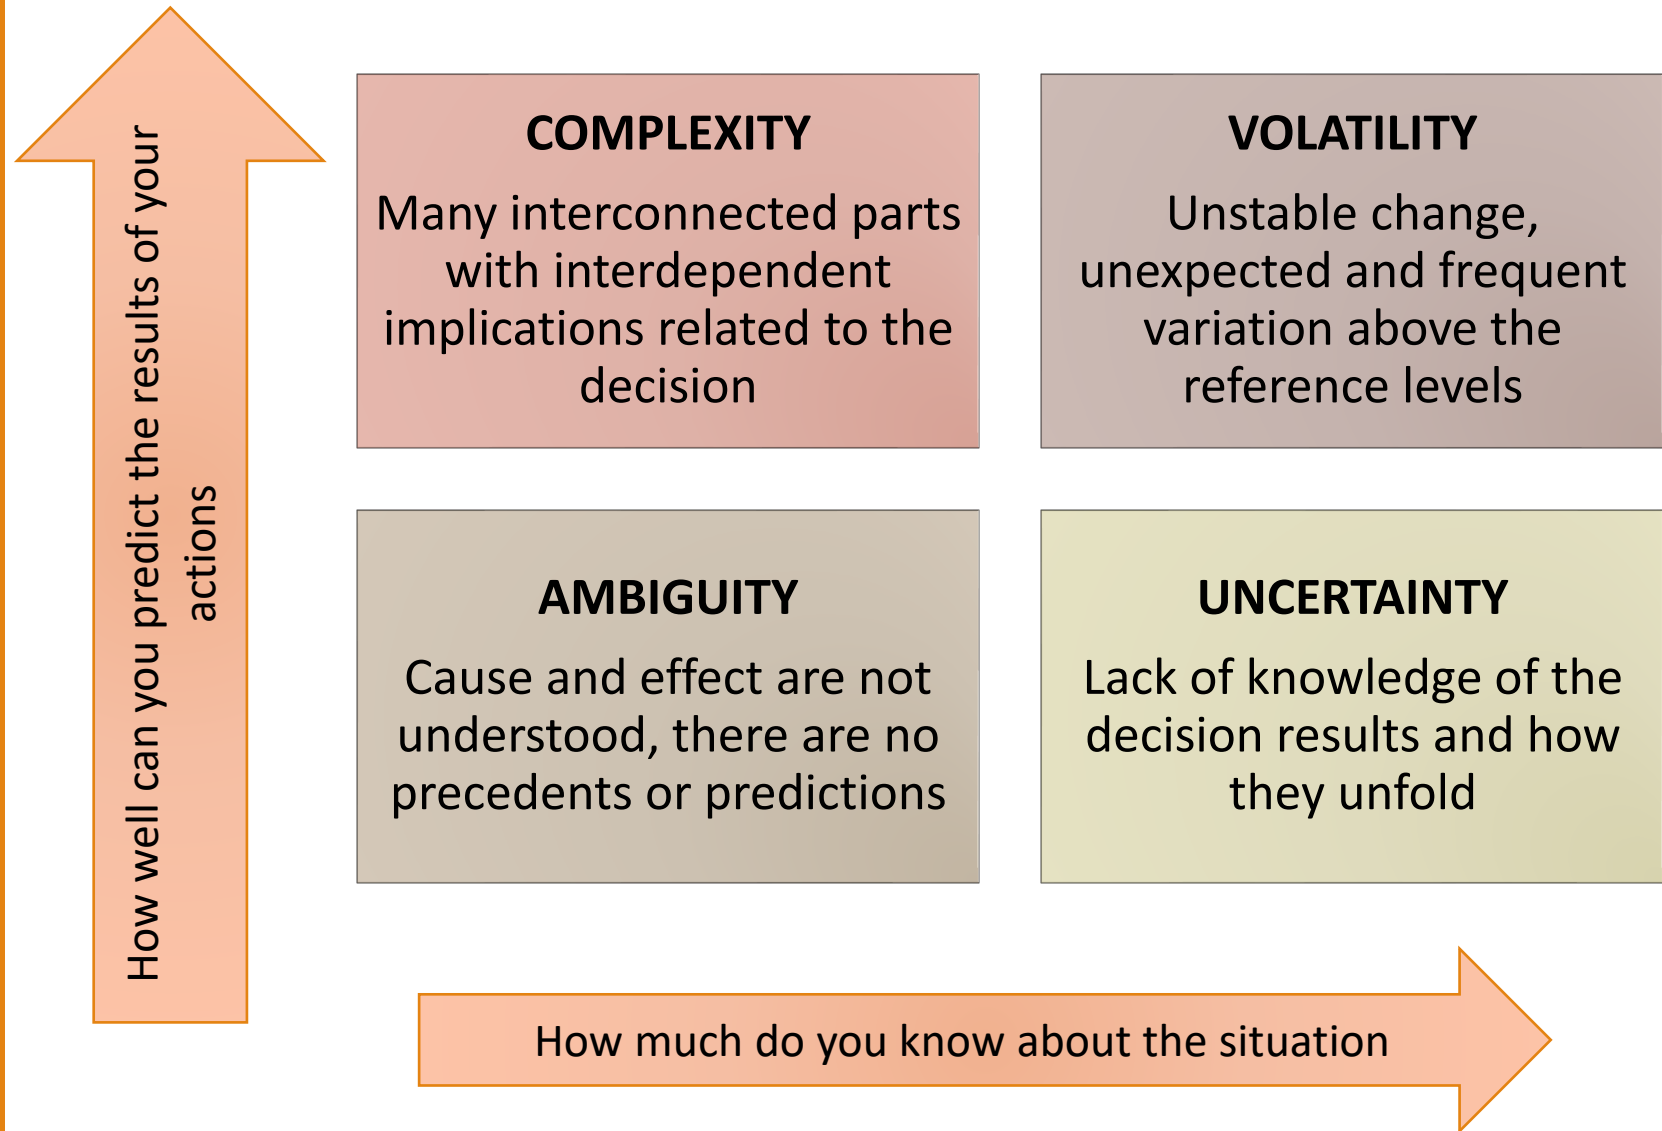 How well can you predict the results of your
actions
COMPLEXITY
Many interconnected parts
with interdependent
implications related to the
decision
VOLATILITY
Unstable change,
unexpected and frequent
variation above the
reference levels
AMBIGUITY
Cause and effect are not
understood, there are no
precedents or predictions
UNCERTAINTY
Lack of knowledge of the
decision results and how
they unfold
How much do you know about the situation